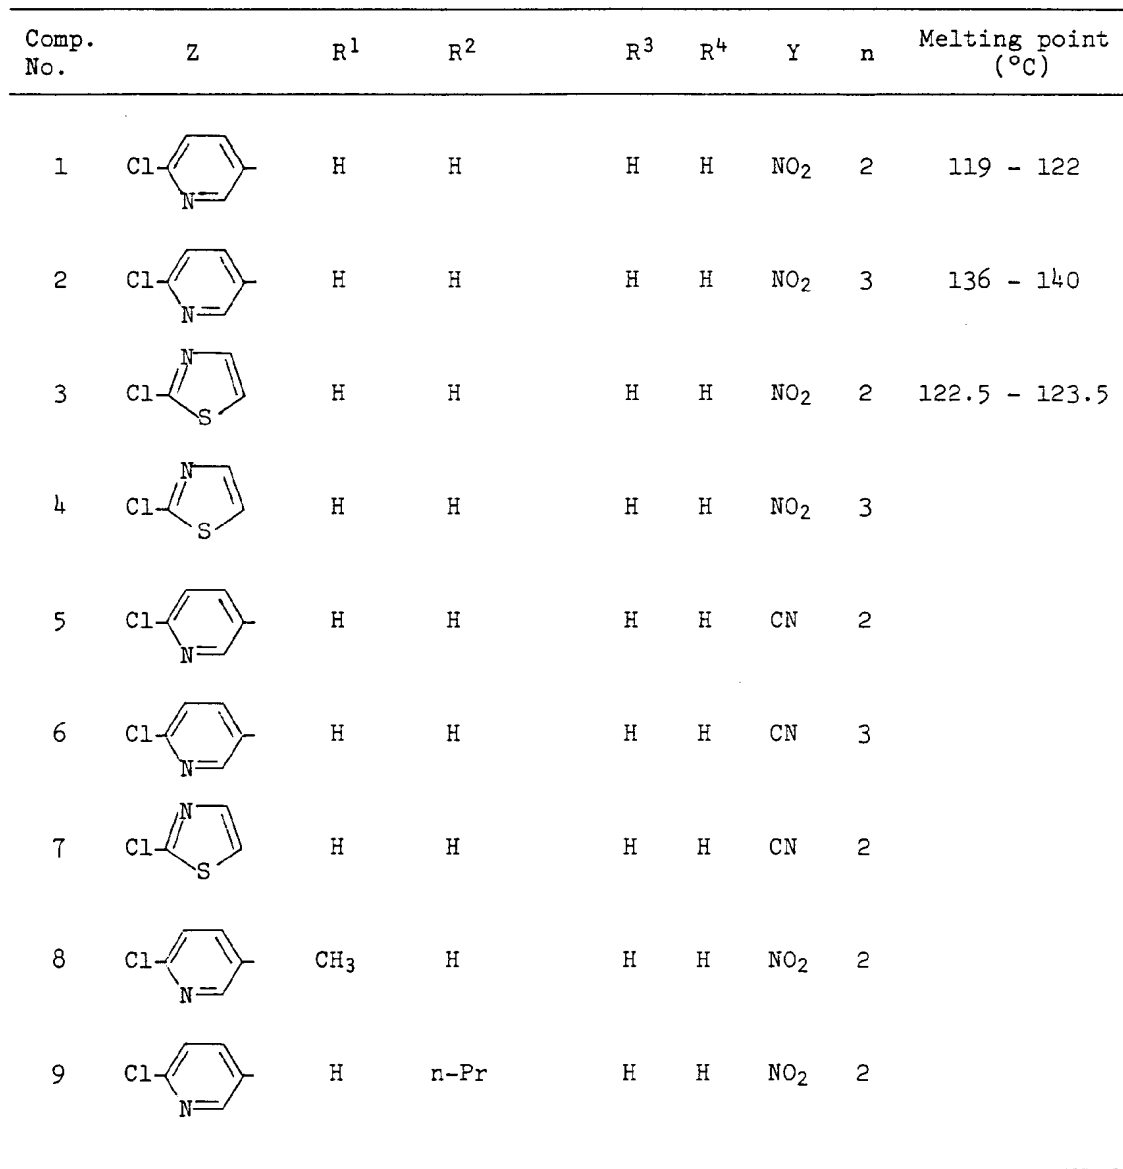 Comp. No. Z R1 R2 R3 R4 Y n Melting point (°C)
1 Cl N H H H H NO2 2 119 - 122
2 Cl N H H H H NO2 3 136 - 140
3 N Cl S H H H H NO2 2 122.5 - 123.5
4 N Cl S H H H H NO2 3
5 Cl N H H H H CN 2
6 Cl N H H H H CN 3
7 N Cl S H H H H CN 2
8 Cl N CH3 H H H NO2 2
9 Cl N H n-Pr H H NO2 2